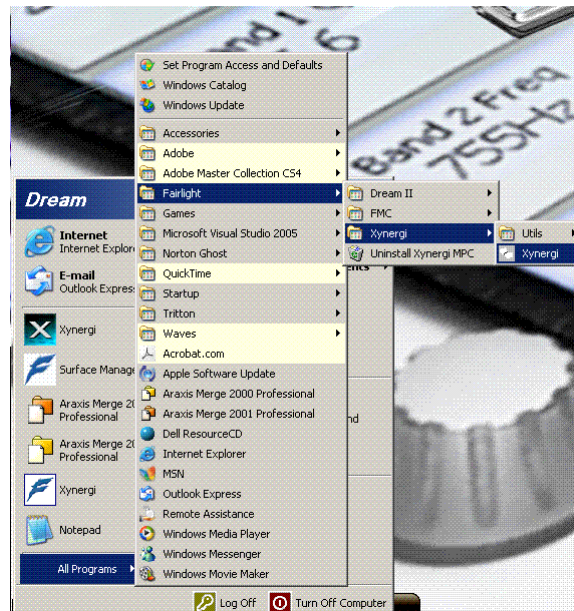 Band 1 G
6
Band 2 Freq
755Hz
Set Program Access and Defaults
Windows Catalog
Windows Update
Accessories
Adobe
Adobe Master Collection CS4
Fairlight
Games
Microsoft Visual Studio 2005
Norton Ghost
QuickTime
Startup
Tritton
Waves
Acrobat.com
Apple Software Update
Araxis Merge 2000 Professional
Araxis Merge 2001 Professional
Dell ResourceCD
Internet Explorer
MSN
Outlook Express
Remote Assistance
Windows Media Player
Windows Messenger
Windows Movie Maker
Dream II
FMC
Xynergi
Uninstall Xynergi MPC
Utils
Xynergi
Dream
Internet
Internet Explor
E-mail
Outlook Expres
Xynergi
Surface Manage
Araxis Merge 20
Professional
Araxis Merge 20
Professional
Xynergi
Notepad
All Programs
Log Off
Turn Off Computer